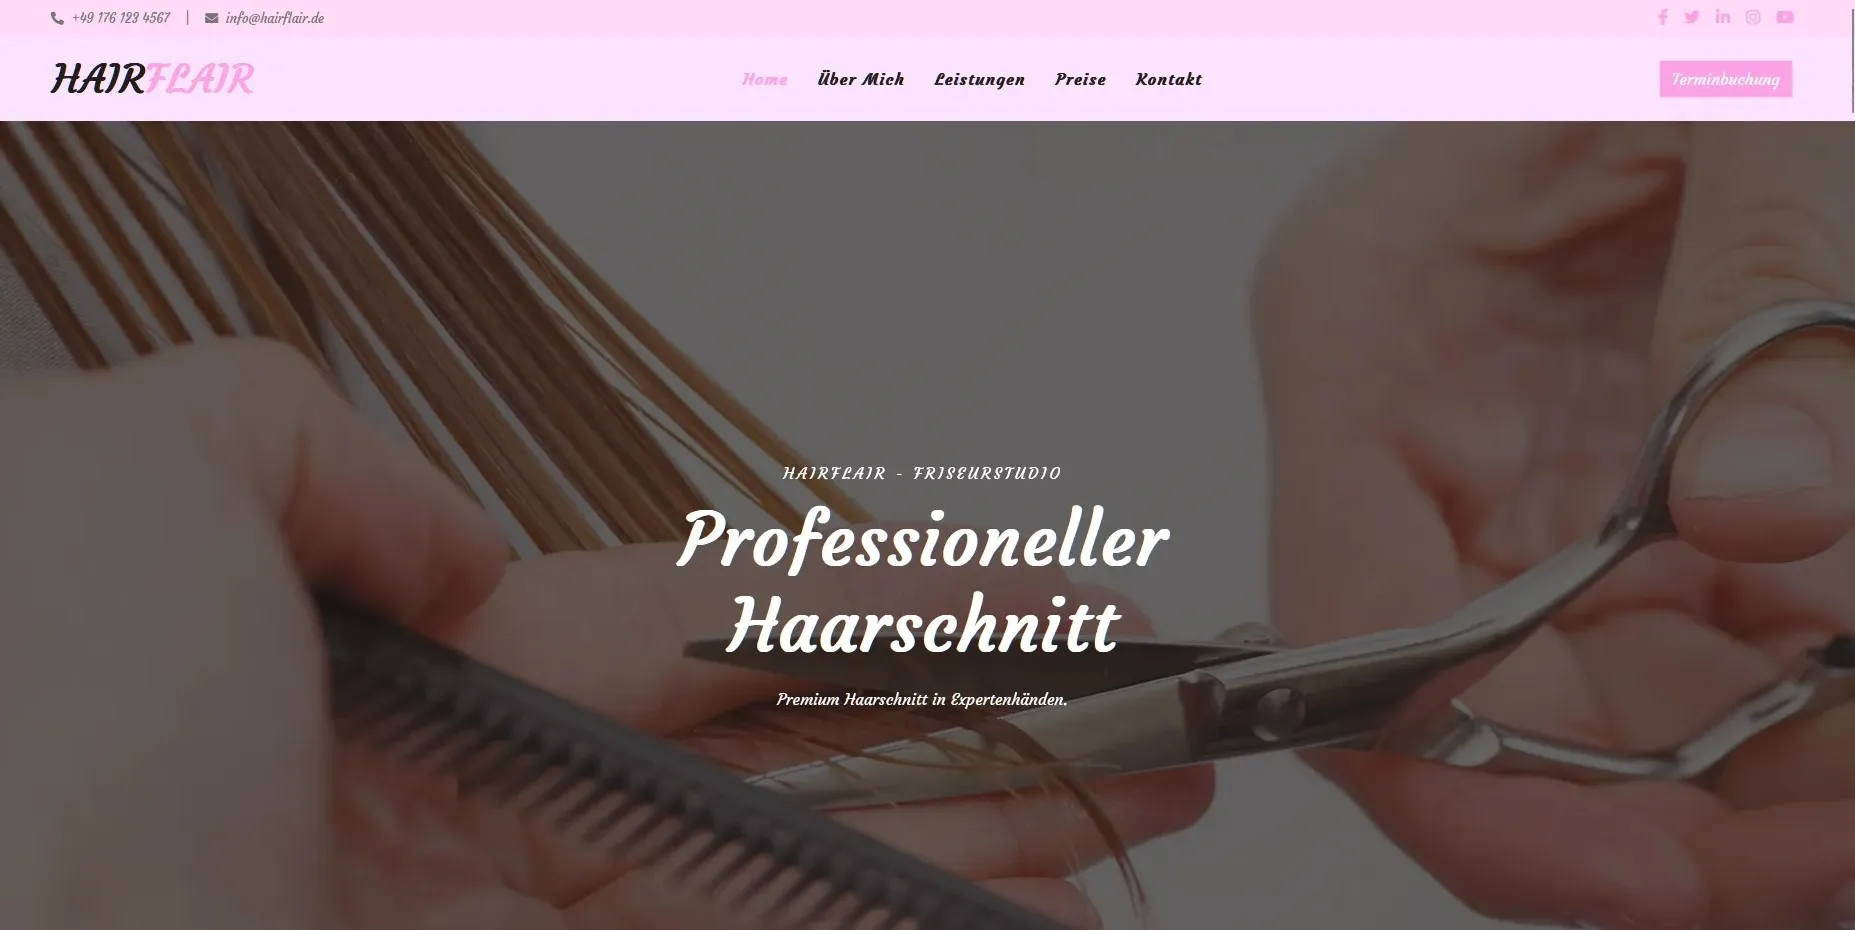 +49 176 123 4567 | info@hairflair.de
HAIRFLAIR
Home Über Mich Leistungen Preise Kontakt
Terminbuchung
HAIRFLAIR - FRISEURSTUDIO
Professioneller
Haarschnitt
Premium Haarschnitt in Expertenhänden.